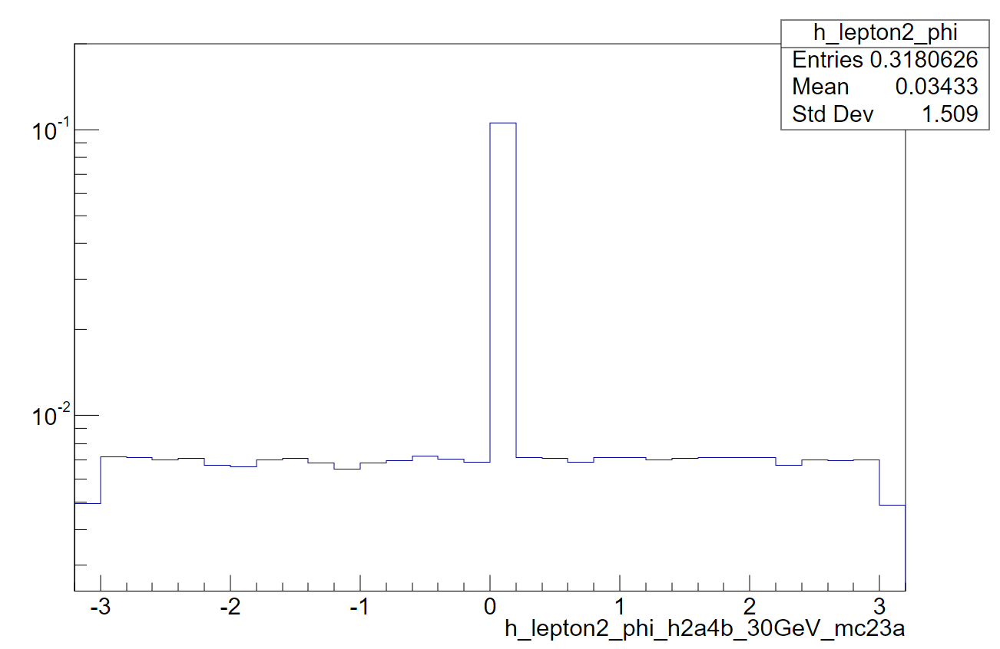 h_lepton2_phi
Entries 0.3180626
Mean 0.03433
Std Dev 1.509
10-1
10-2
-3 -2 -1 0 1 2 3
h_lepton2_phi_h2a4b_30GeV_mc23a